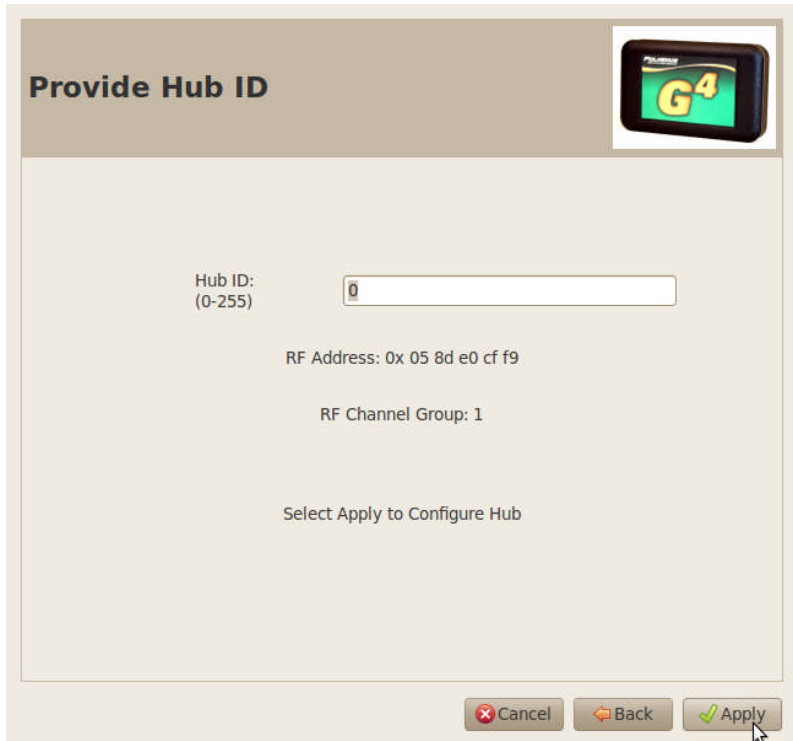 Provide Hub ID
POLHEMUS
G4
Hub ID:
(0-255)
0
RF Address: 0x 05 8d e0 cf f9
RF Channel Group: 1
Select Apply to Configure Hub
Cancel
Back
Apply